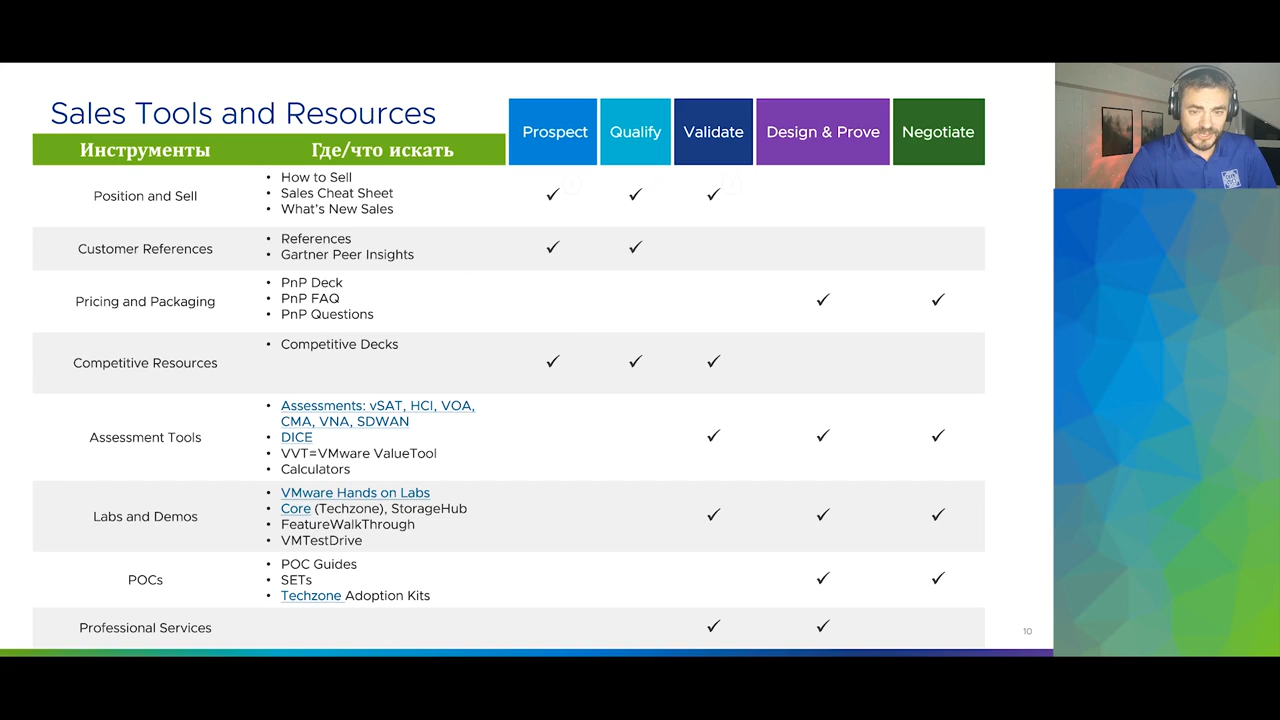 Sales Tools and Resources
Prospect
Qualify
Validate
Design & Prove
Negotiate
Инструменты
Где/что искать
Position and Sell
• How to Sell
• Sales Cheat Sheet
• What's New Sales
✓ ✓ ✓
Customer References
• References
• Gartner Peer Insights
✓ ✓
Pricing and Packaging
• PnP Deck
• PnP FAQ
• PnP Questions
✓ ✓
Competitive Resources
• Competitive Decks
✓ ✓ ✓
Assessment Tools
• Assessments: vSAT, HCI, VOA,
CMA, VNA, SDWAN
• DICE
• VVT=VMware ValueTool
• Calculators
✓ ✓ ✓
Labs and Demos
• VMware Hands on Labs
• Core (Techzone), StorageHub
• FeatureWalkThrough
• VMTestDrive
✓ ✓ ✓
POCs
• POC Guides
• SETs
• Techzone Adoption Kits
✓ ✓
Professional Services
✓ ✓
10